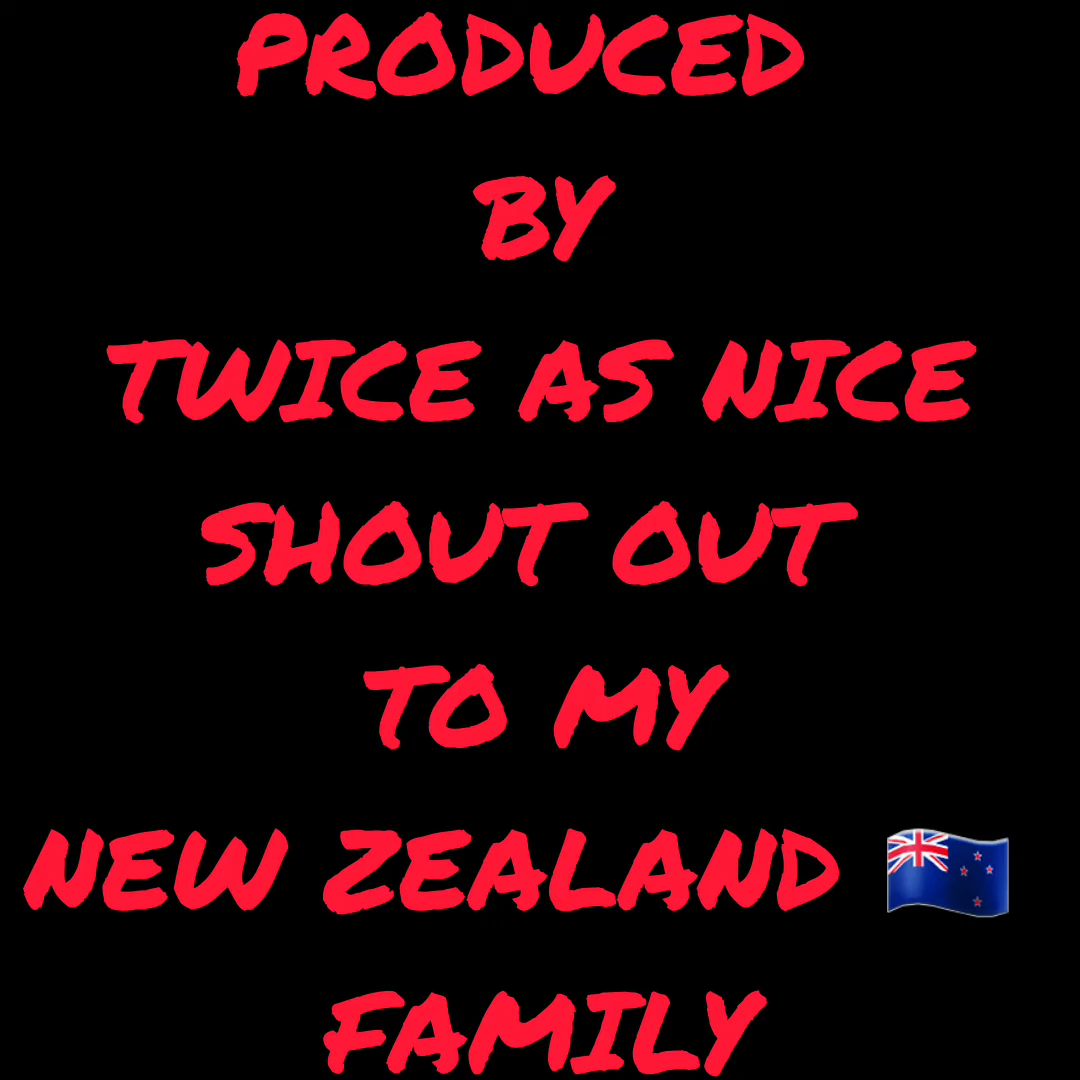 PRODUCED
BY
TWICE AS NICE
SHOUT OUT
TO MY
NEW ZEALAND 🇳🇿
FAMILY